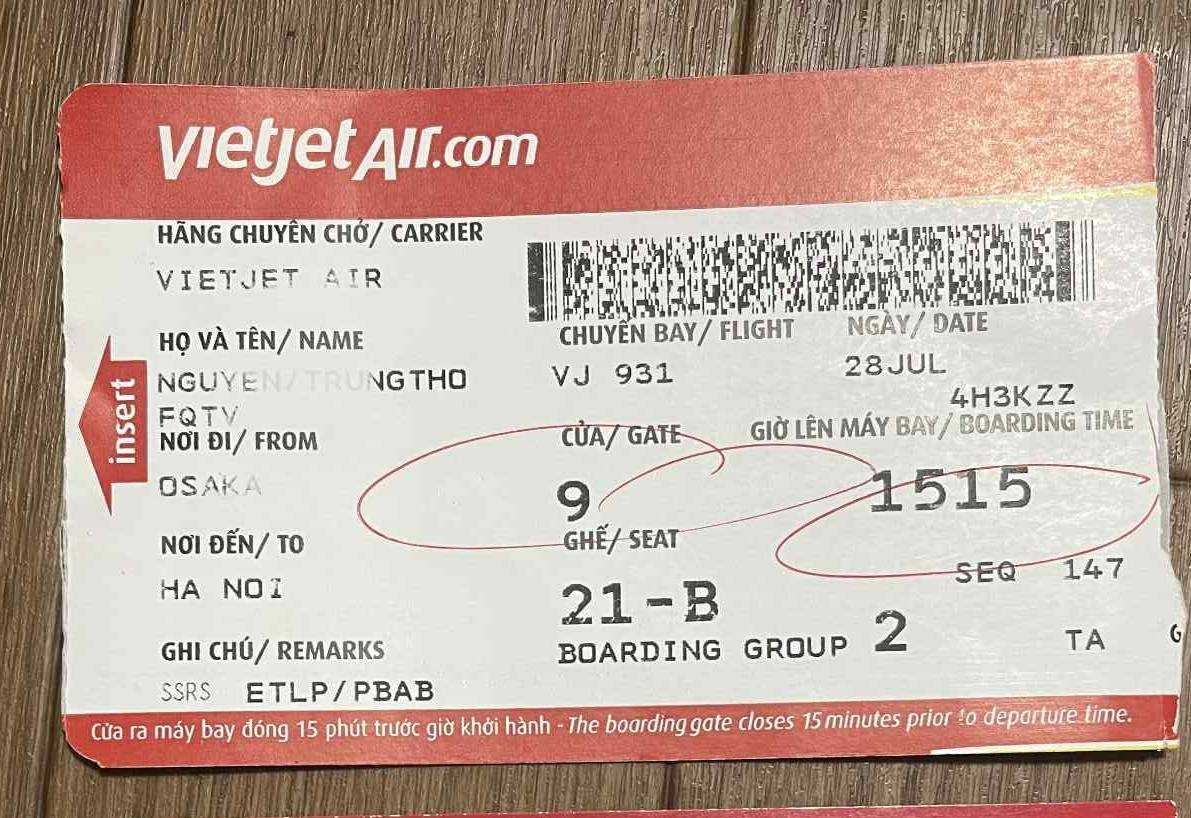 vietjetAir.com
HÃNG CHUYÊN CHỞ/ CARRIER
VIETJET AIR
HỌ VÀ TÊN/ NAME
NGUYEN/TRUNGTHO
FQTV
NƠI ĐI/ FROM
OSAKA
NƠI ĐẾN/ TO
HA NOI
GHI CHÚ/ REMARKS
SSRS ETLP/PBAB
CHUYẾN BAY/ FLIGHT NGÀY/ DATE
VJ 931 28JUL
4H3KZZ
CỬA/ GATE GIỜ LÊN MÁY BAY/ BOARDING TIME
9 1515
GHẾ/ SEAT
SEQ 147
21-B
BOARDING GROUP 2 TA G
insert
Cửa ra máy bay đóng 15 phút trước giờ khởi hành - The boarding gate closes 15 minutes prior to departure time.